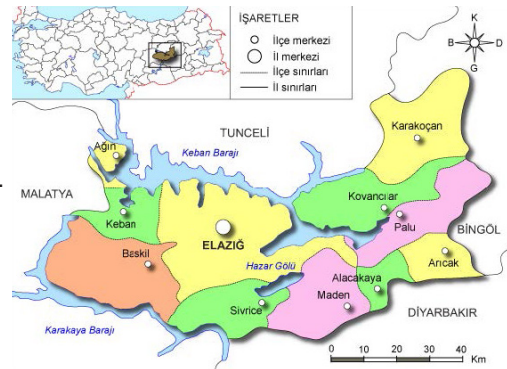 İŞARETLER
İlçe merkezi
İl merkezi
İlçe sınırları
İl sınırları
K
B D
G
TUNCELİ
Karakoçan
Ağın
Keban Barajı
MALATYA
Kovancılar
Keban
Palu
BİNGÖL
ELAZIĞ
Baskil
Hazar Gölü
Arıcak
Alacakaya
Sivrice
Maden
DİYARBAKIR
Karakaya Barajı
0 10 20 30 40 Km